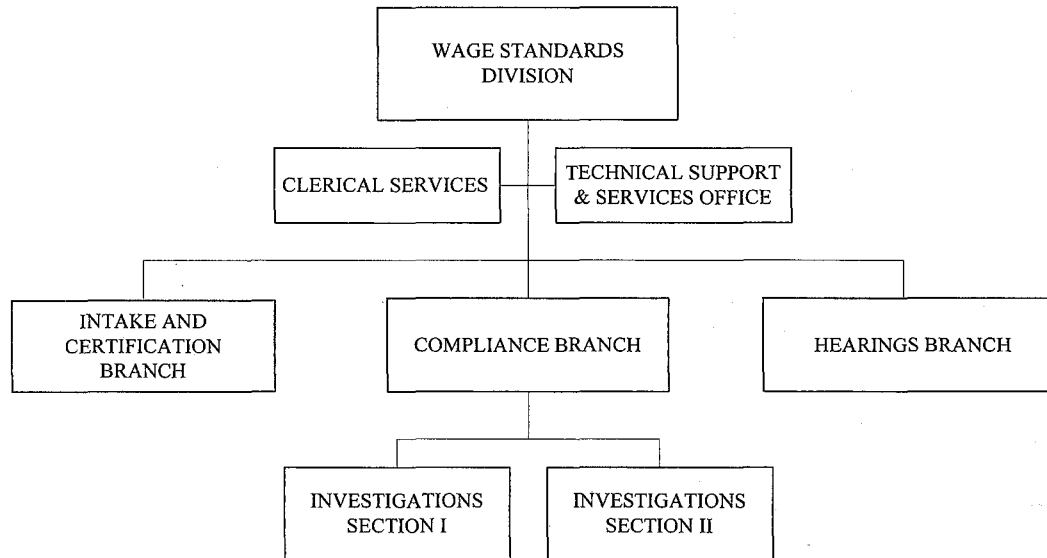 WAGE STANDARDS
DIVISION
CLERICAL SERVICES
TECHNICAL SUPPORT
& SERVICES OFFICE
INTAKE AND
CERTIFICATION
BRANCH
COMPLIANCE BRANCH
HEARINGS BRANCH
INVESTIGATIONS
SECTION I
INVESTIGATIONS
SECTION II